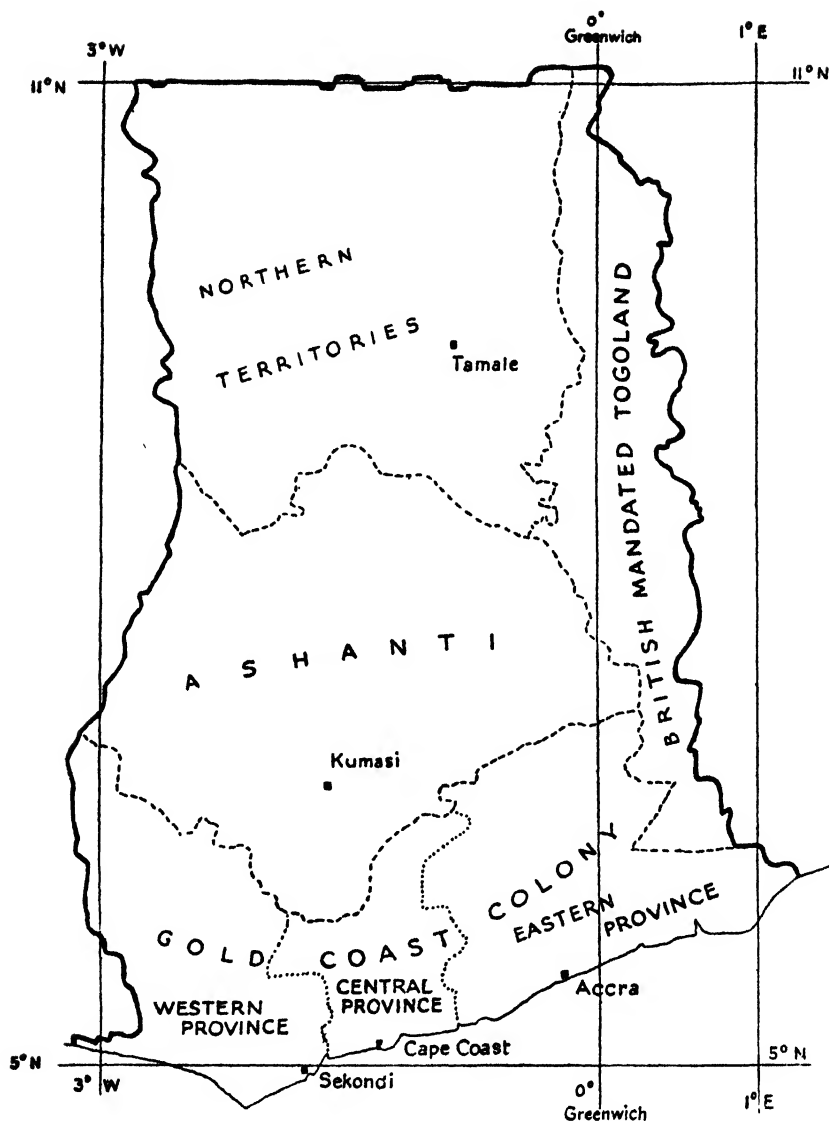 0°
Greenwich
3° W
1° E
11° N
11° N
NORTHERN
TERRITORIES
Tamale
BRITISH MANDATED TOGOLAND
ASHANTI
Kumasi
GOLD COAST COLONY
EASTERN
PROVINCE
WESTERN
PROVINCE
CENTRAL
PROVINCE
Accra
Cape Coast
Sekondi
5° N
5° N
3° W
0°
Greenwich
1° E